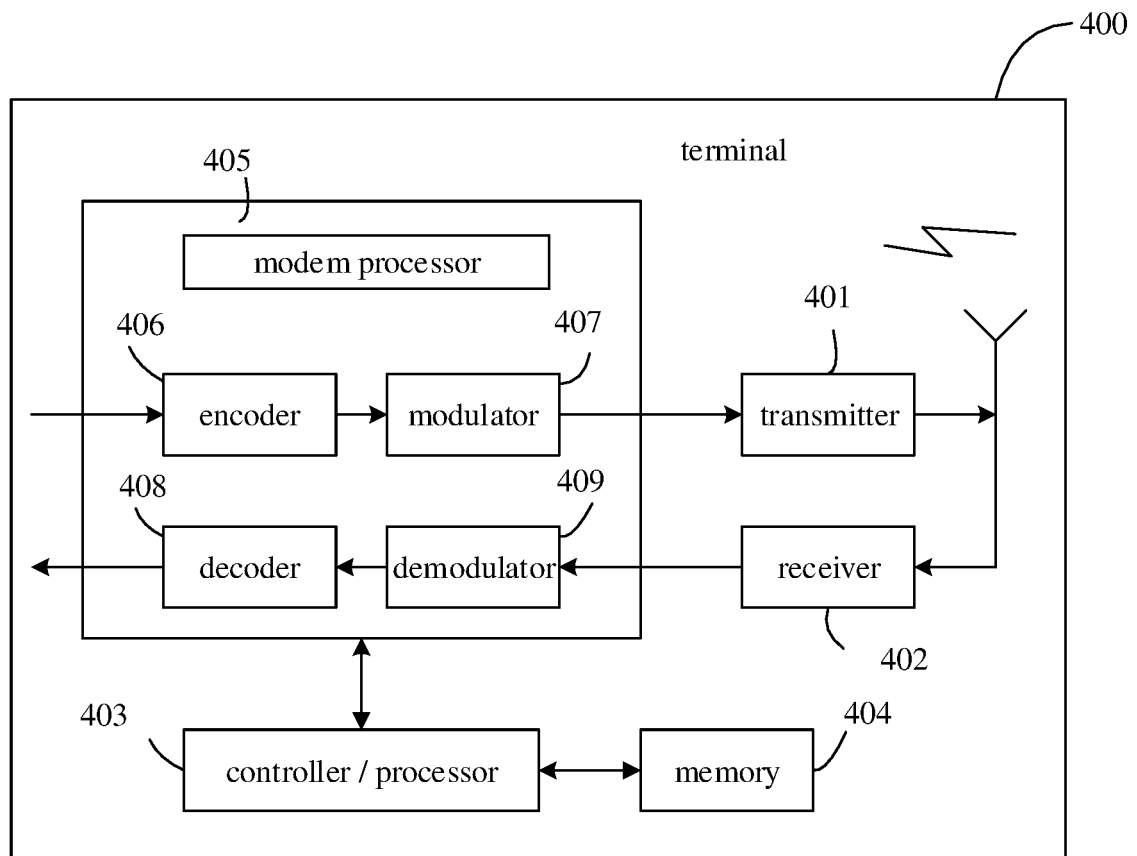 400
terminal
405
modem processor
406
407
401
encoder
modulator
transmitter
408
409
decoder
demodulator
receiver
402
403
404
controller / processor
memory